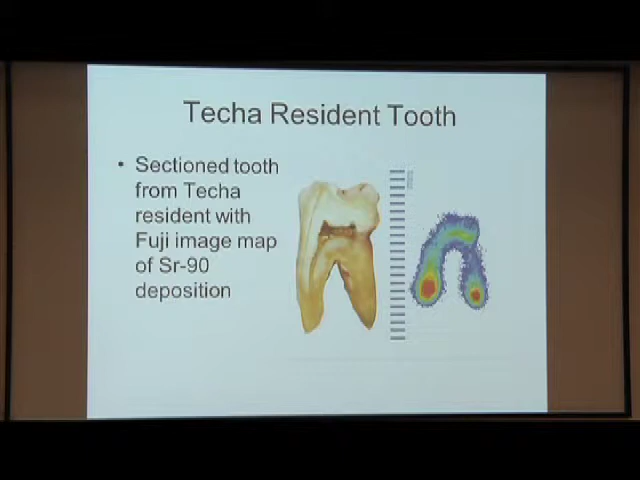 Techa Resident Tooth
• Sectioned tooth
from Techa
resident with
Fuji image map
of Sr-90
deposition